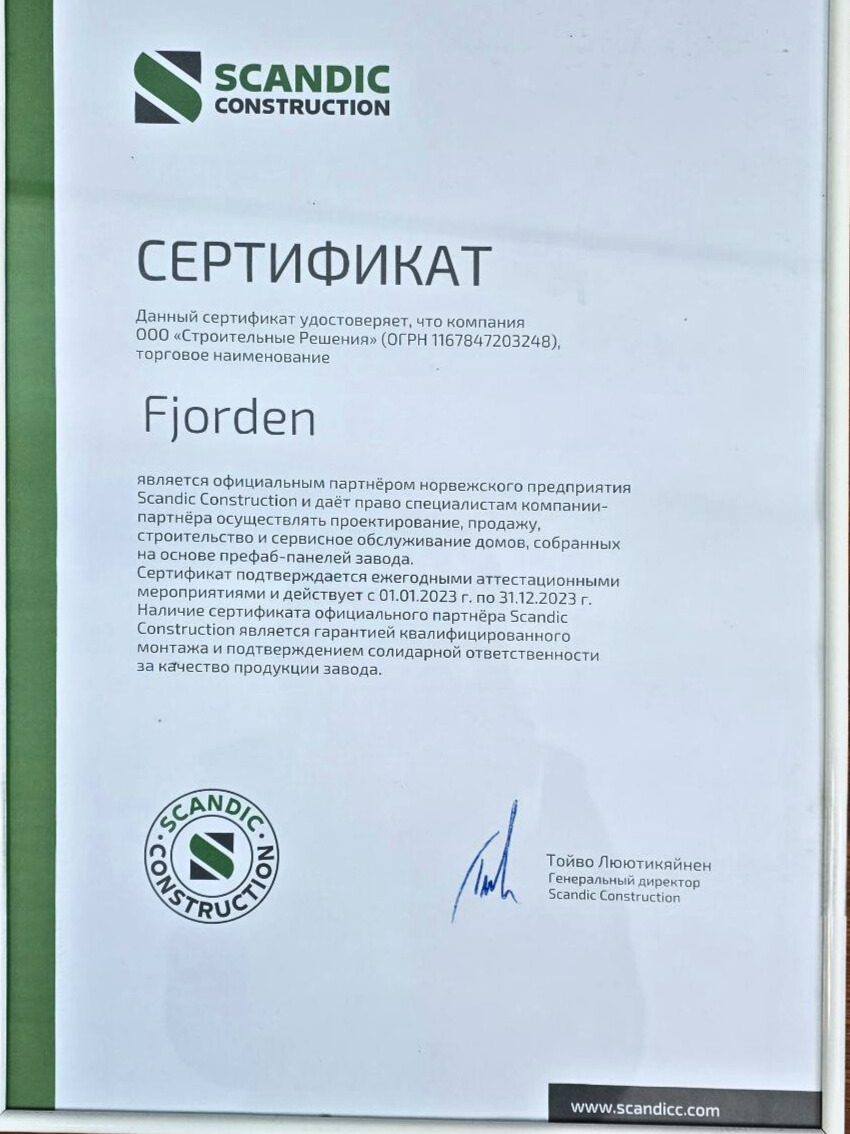 SCANDIC
CONSTRUCTION
СЕРТИФИКАТ
Данный сертификат удостоверяет, что компания
ООО «Строительные Решения» (ОГРН 1167847203248),
торговое наименование
Fjorden
является официальным партнёром норвежского предприятия
Scandic Construction и даёт право специалистам компании-
партнёра осуществлять проектирование, продажу,
строительство и сервисное обслуживание домов, собранных
на основе префаб-панелей завода.
Сертификат подтверждается ежегодными аттестационными
мероприятиями и действует с 01.01.2023 г. по 31.12.2023 г.
Наличие сертификата официального партнёра Scandic
Construction является гарантией квалифицированного
монтажа и подтверждением солидарной ответственности
за качество продукции завода.
SCANDIC
CONSTRUCTION
Тойво Лююотикяйнен
Генеральный директор
Scandic Construction
www.scandicc.com